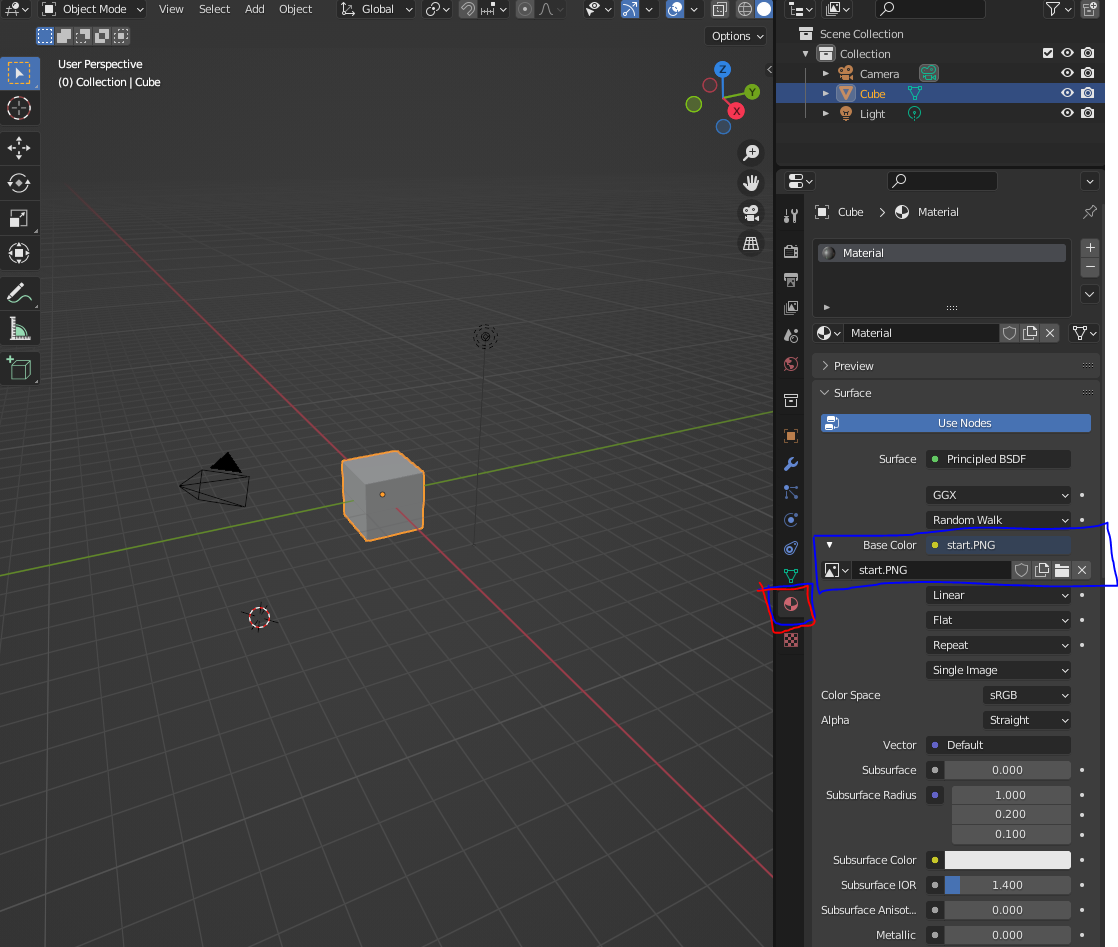 Object Mode View Select Add Object Global
Options
User Perspective
(0) Collection | Cube
Z
Y
X
Scene Collection
Collection
Camera
Cube
Light
Cube > Material
Material
Material
Preview
Surface
Use Nodes
Surface Principled BSDF
GGX
Random Walk
Base Color start.PNG
start.PNG
Linear
Flat
Repeat
Single Image
Color Space sRGB
Alpha Straight
Vector Default
Subsurface 0.000
Subsurface Radius 1.000
0.200
0.100
Subsurface Color
Subsurface IOR 1.400
Subsurface Anisot... 0.000
Metallic 0.000